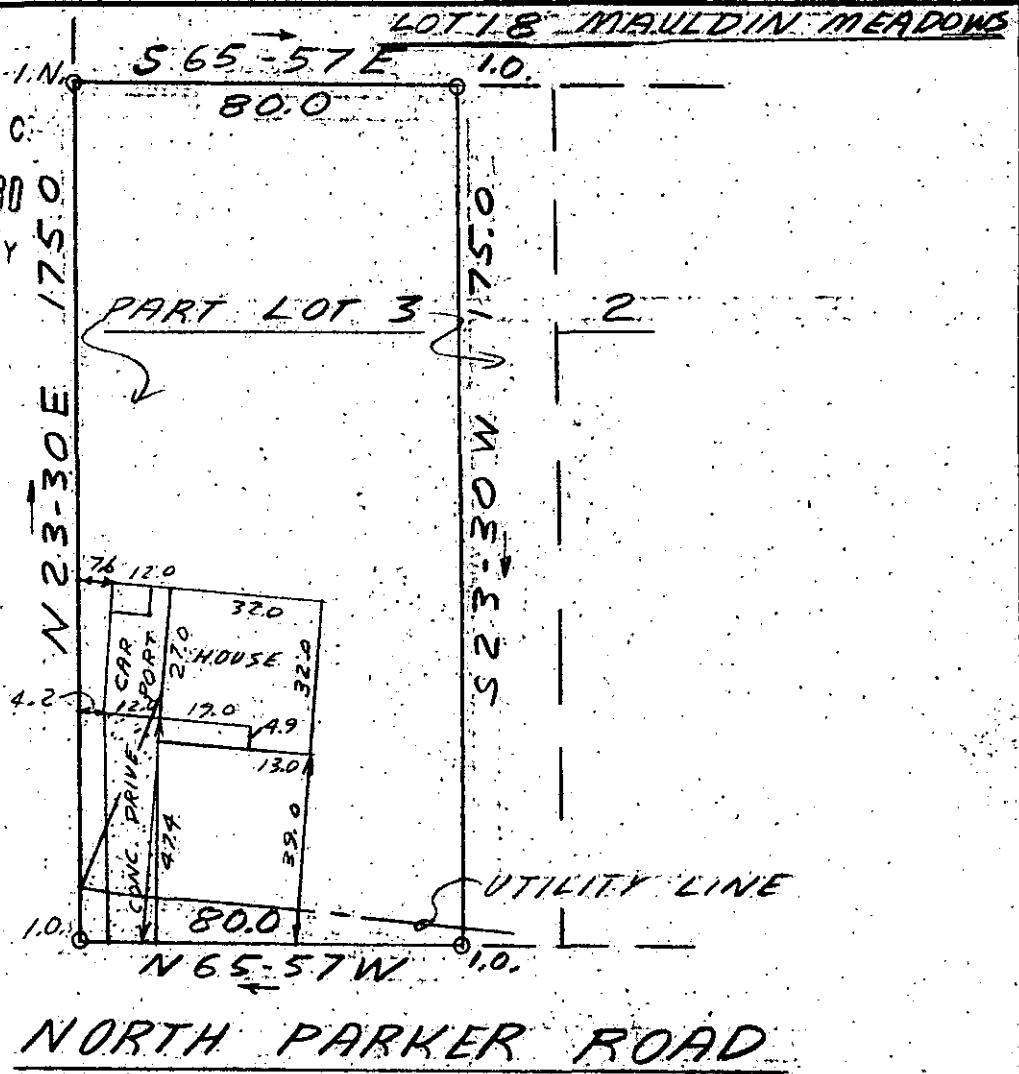 LOT 18 MAULDIN MEADOWS
S 65-57 E
I.N.
I.O.
80.0
C.
Y
N 23-30 E 175.0
175.0
S 23-30 W
PART LOT 3
2
7.6 12.0
32.0
CAR PORT
27.0
HOUSE
32.0
4.2
12.0
19.0
4.9
13.0
CONC. DRIVE
47.4
39.0
UTILITY LINE
I.O.
80.0
I.O.
N 65-57 W
NORTH PARKER ROAD